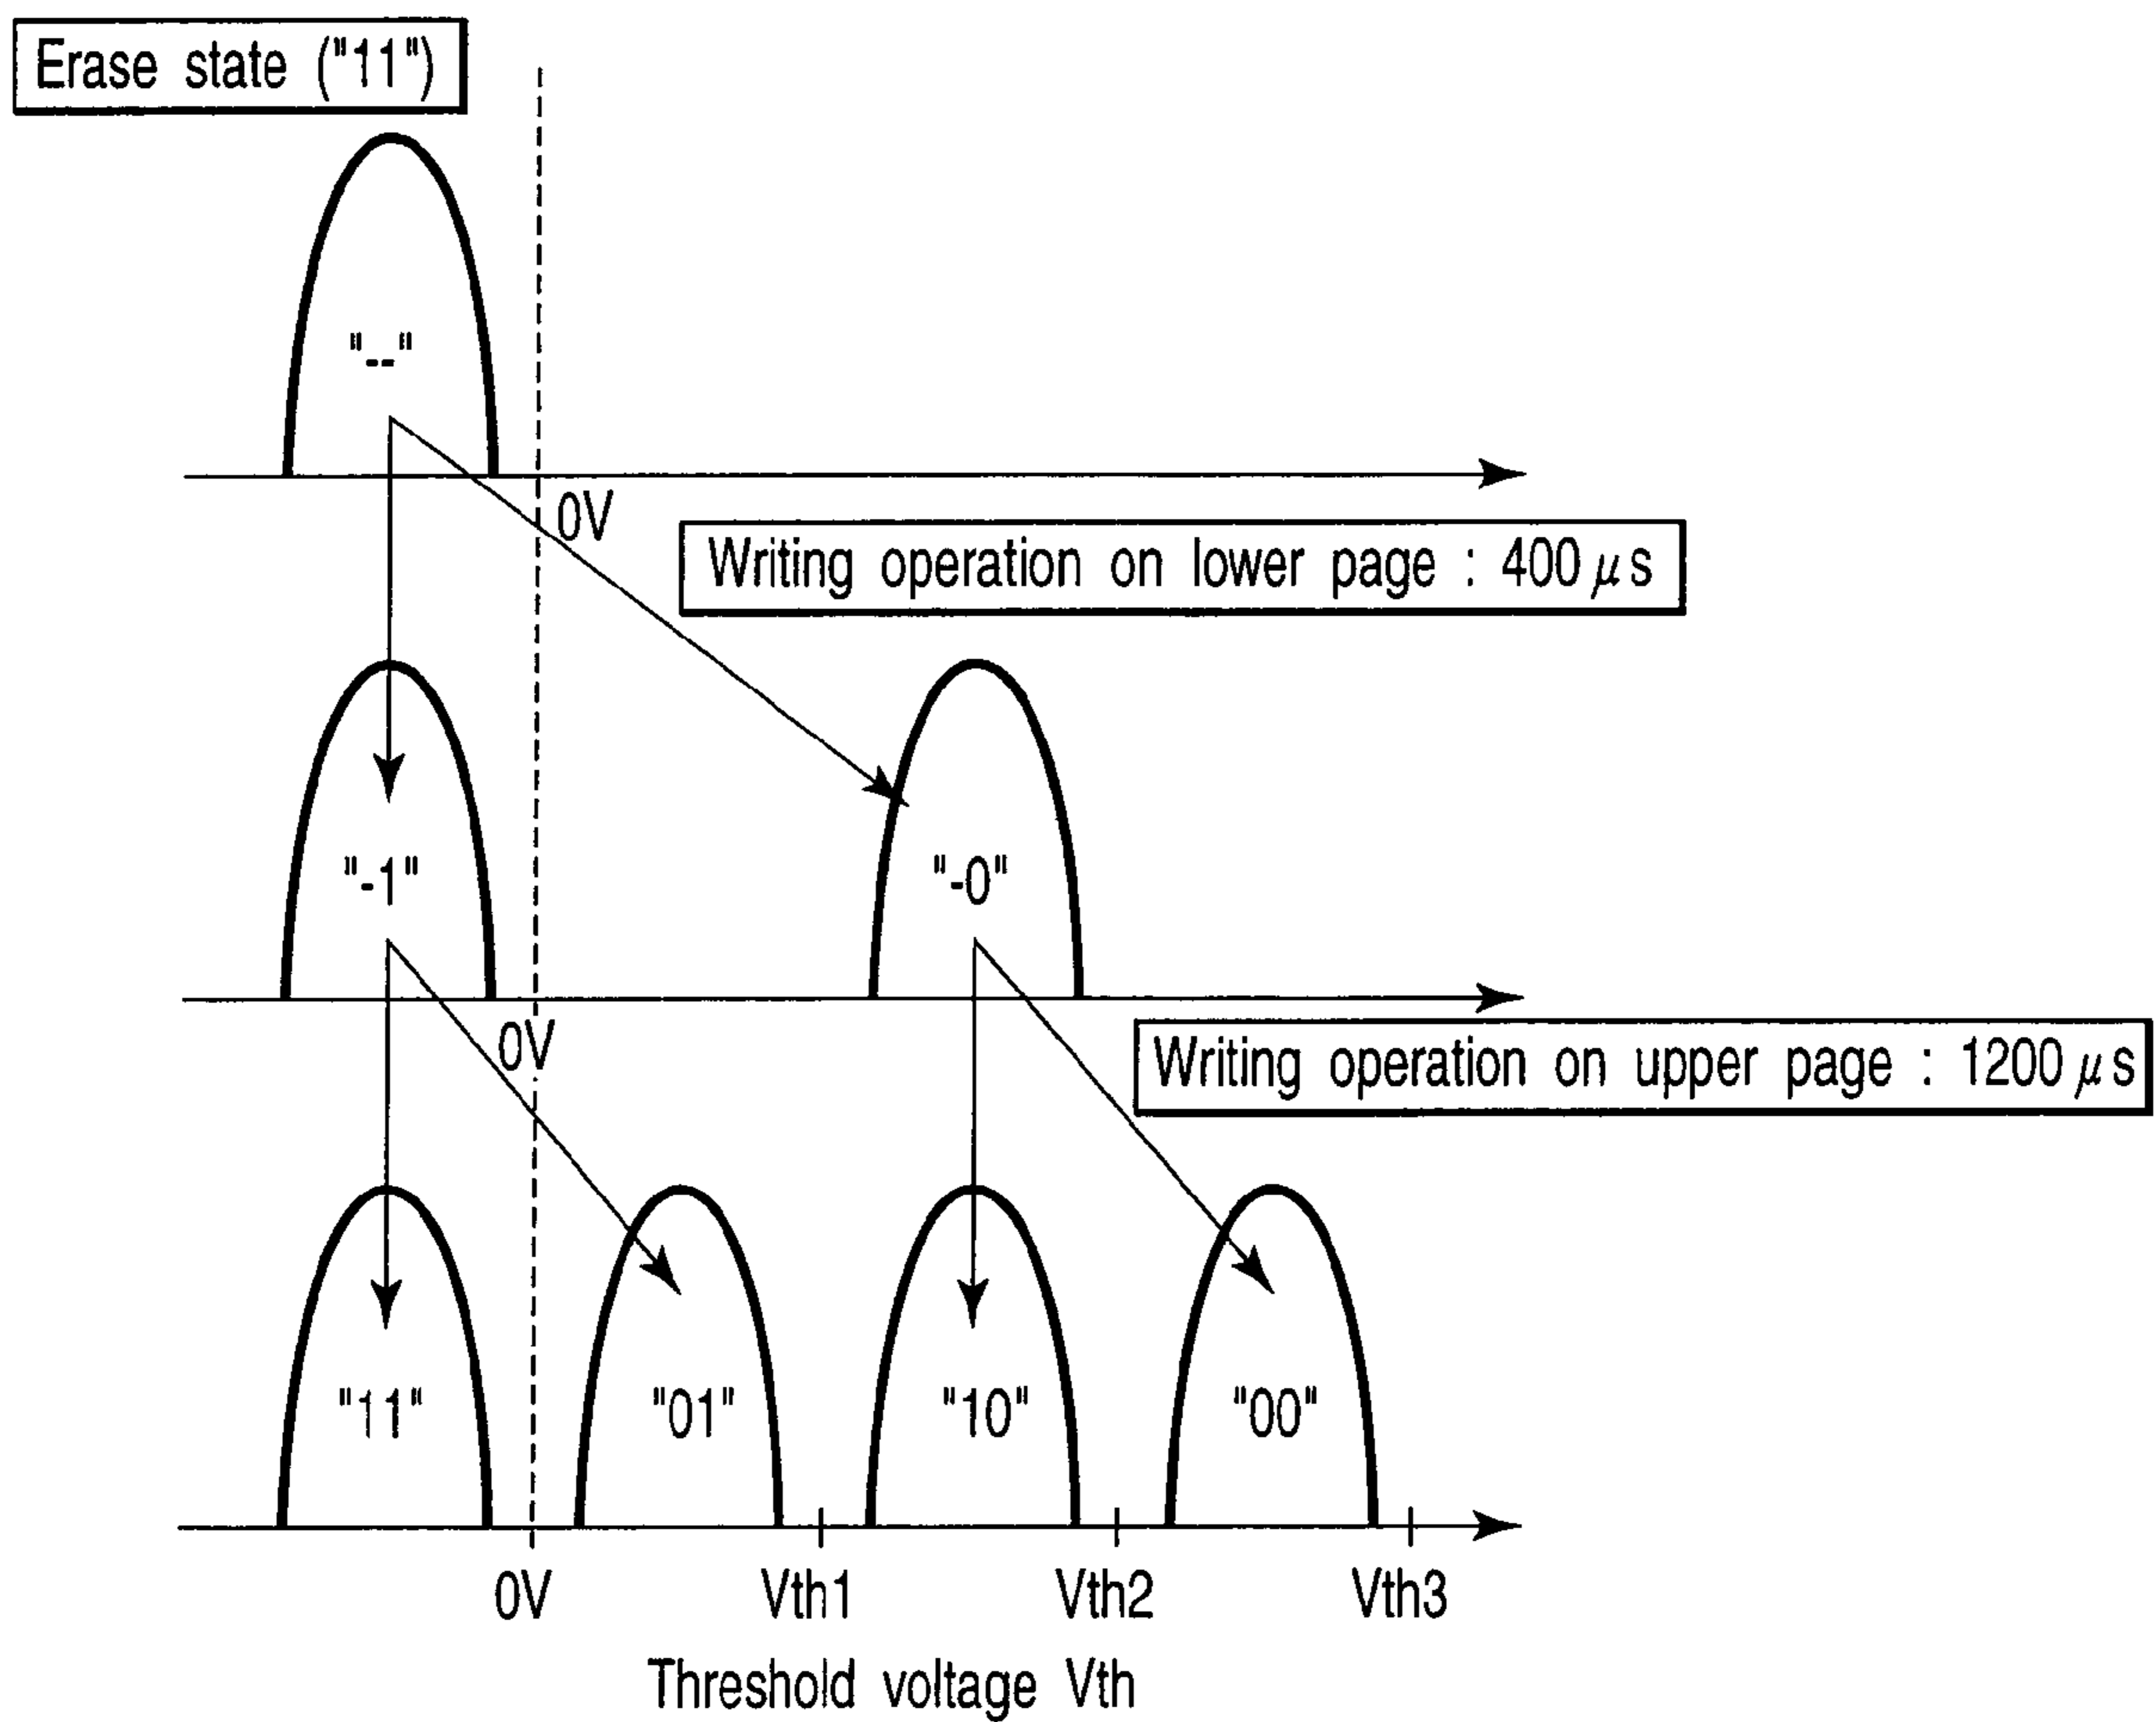 Erase state ("11")
"--"
0V
Writing operation on lower page : 400 μs
"-1"
"-0"
0V
Writing operation on upper page : 1200 μs
"11"
"01"
"10"
"00"
0V
Vth1
Vth2
Vth3
Threshold voltage Vth